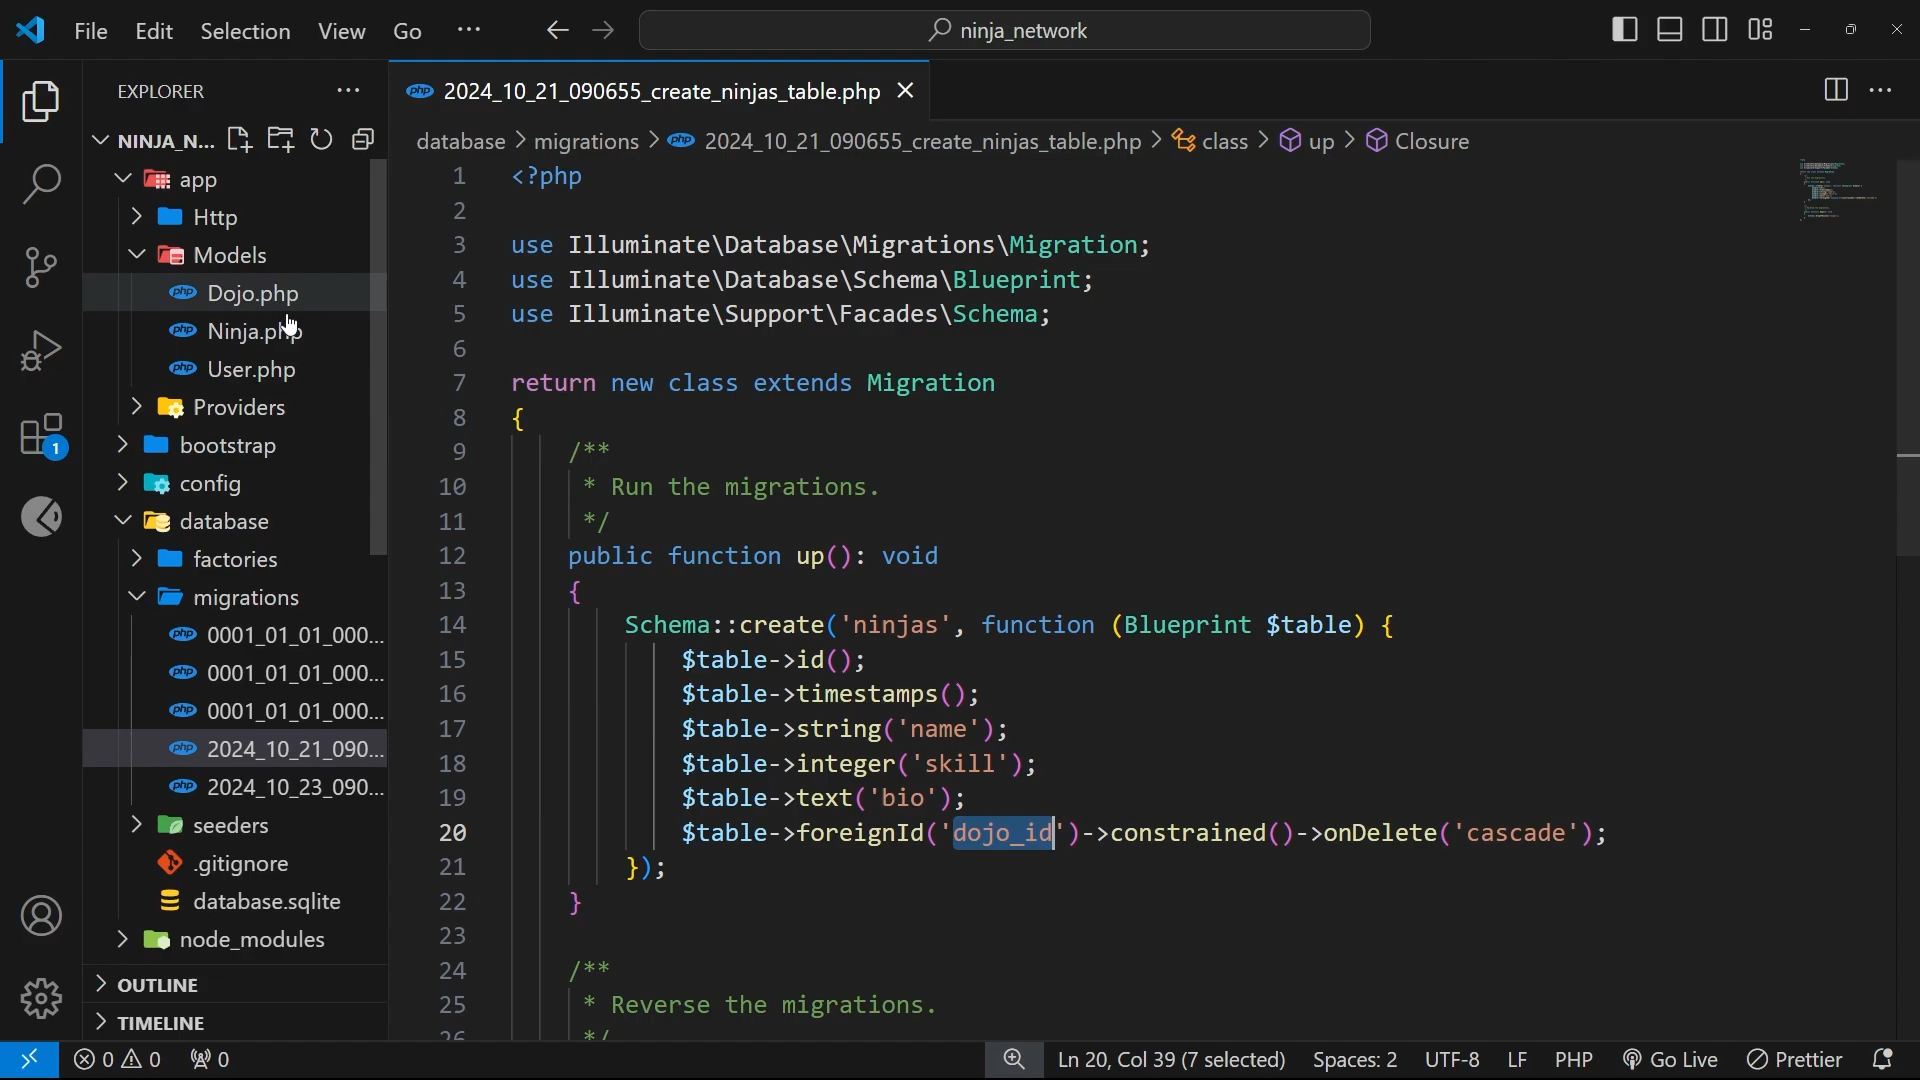 File Edit Selection View Go ··· ninja_network
EXPLORER
NINJA_N...
app
Http
Models
Dojo.php
Ninja.php
User.php
Providers
bootstrap
config
database
factories
migrations
0001_01_01_000...
0001_01_01_000...
0001_01_01_000...
2024_10_21_090...
2024_10_23_090...
seeders
.gitignore
database.sqlite
node_modules
OUTLINE
TIMELINE
1
php 2024_10_21_090655_create_ninjas_table.php
database > migrations > php 2024_10_21_090655_create_ninjas_table.php > class > up > Closure
1 <?php
2
3 use Illuminate\Database\Migrations\Migration;
4 use Illuminate\Database\Schema\Blueprint;
5 use Illuminate\Support\Facades\Schema;
6
7 return new class extends Migration
8 {
9 /**
10 * Run the migrations.
11 */
12 public function up(): void
13 {
14 Schema::create('ninjas', function (Blueprint $table) {
15 $table->id();
16 $table->timestamps();
17 $table->string('name');
18 $table->integer('skill');
19 $table->text('bio');
20 $table->foreignId('dojo_id')->constrained()->onDelete('cascade');
21 });
22 }
23
24 /**
25 * Reverse the migrations.
26 */
0 0 0 Ln 20, Col 39 (7 selected) Spaces: 2 UTF-8 LF PHP Go Live Prettier